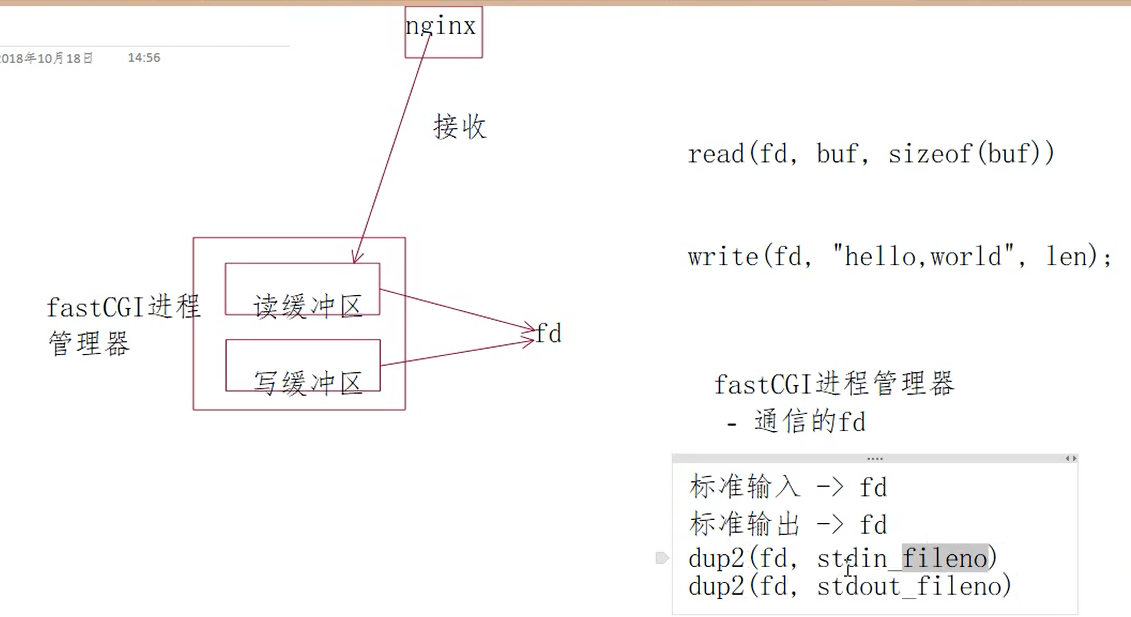 nginx
2018年10月18日 14:56
接收
read(fd, buf, sizeof(buf))
write(fd, "hello,world", len);
fastCGI进程
管理器
读缓冲区
写缓冲区
fd
fastCGI进程管理器
- 通信的fd
标准输入 -> fd
标准输出 -> fd
dup2(fd, stdin_fileno)
dup2(fd, stdout_fileno)